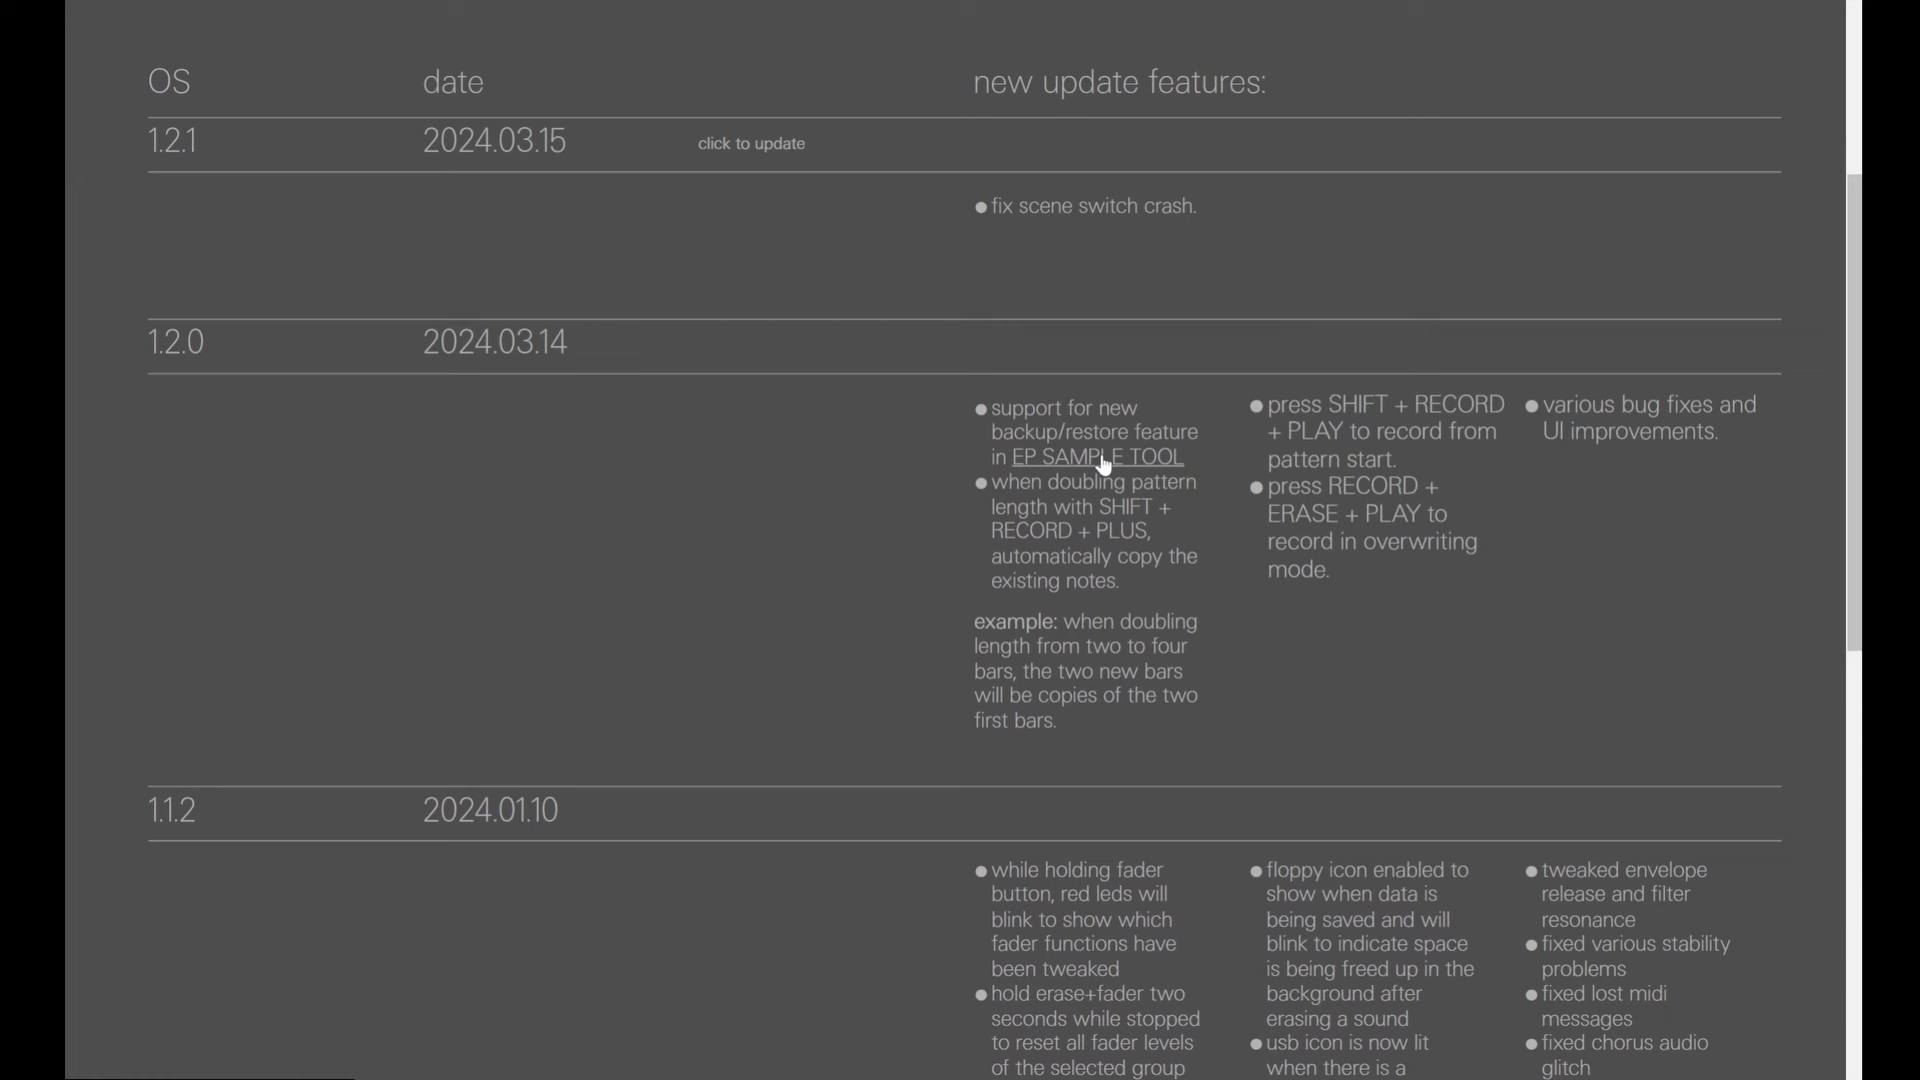 OS date new update features:
1.2.1 2024.03.15 click to update
● fix scene switch crash.
1.2.0 2024.03.14
● support for new
backup/restore feature
in EP SAMPLE TOOL
● when doubling pattern
length with SHIFT +
RECORD + PLUS,
automatically copy the
existing notes.
example: when doubling
length from two to four
bars, the two new bars
will be copies of the two
first bars.
● press SHIFT + RECORD
+ PLAY to record from
pattern start.
● press RECORD +
ERASE + PLAY to
record in overwriting
mode.
● various bug fixes and
UI improvements.
1.1.2 2024.01.10
● while holding fader
button, red leds will
blink to show which
fader functions have
been tweaked
● hold erase+fader two
seconds while stopped
to reset all fader levels
of the selected group
● floppy icon enabled to
show when data is
being saved and will
blink to indicate space
is being freed up in the
background after
erasing a sound
● usb icon is now lit
when there is a
● tweaked envelope
release and filter
resonance
● fixed various stability
problems
● fixed lost midi
messages
● fixed chorus audio
glitch